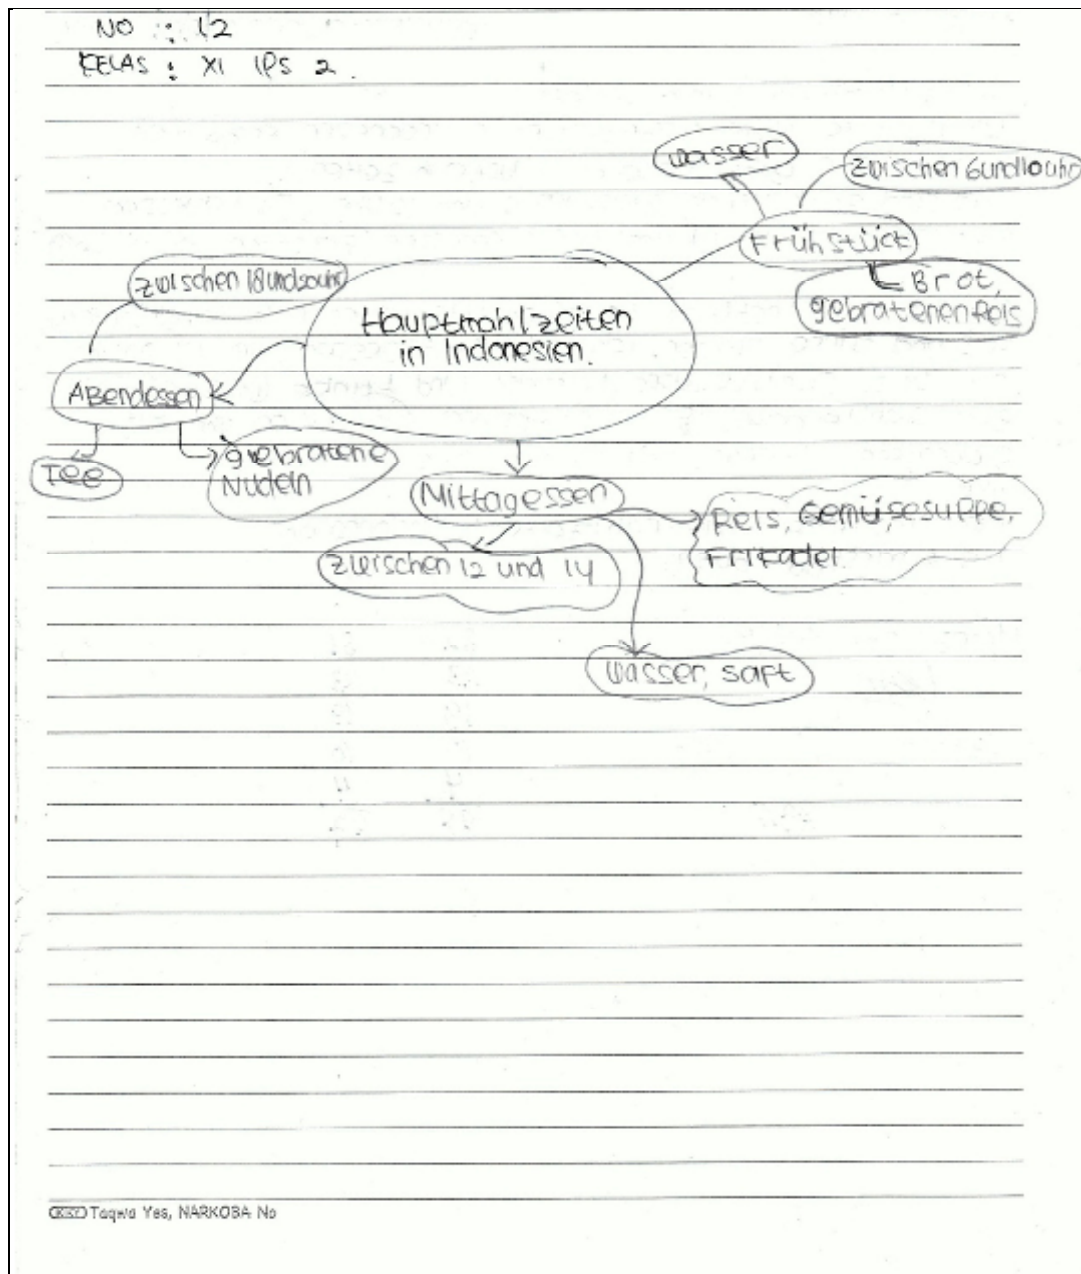 NO : 12
KELAS : XI IPS 2.
Wasser
zwischen 6 und 10 uhr
Frühstück
Brot,
gebratenen Reis
zwischen 18 und 20 uhr
Hauptmahlzeiten
in Indonesien.
Abendessen
Tee
gebratene
Nudeln
Mittagessen
Reis, Gemüsesuppe,
Frikadel
zwischen 12 und 14
Wasser, saft
Taqwa Yes, NARKOBA No